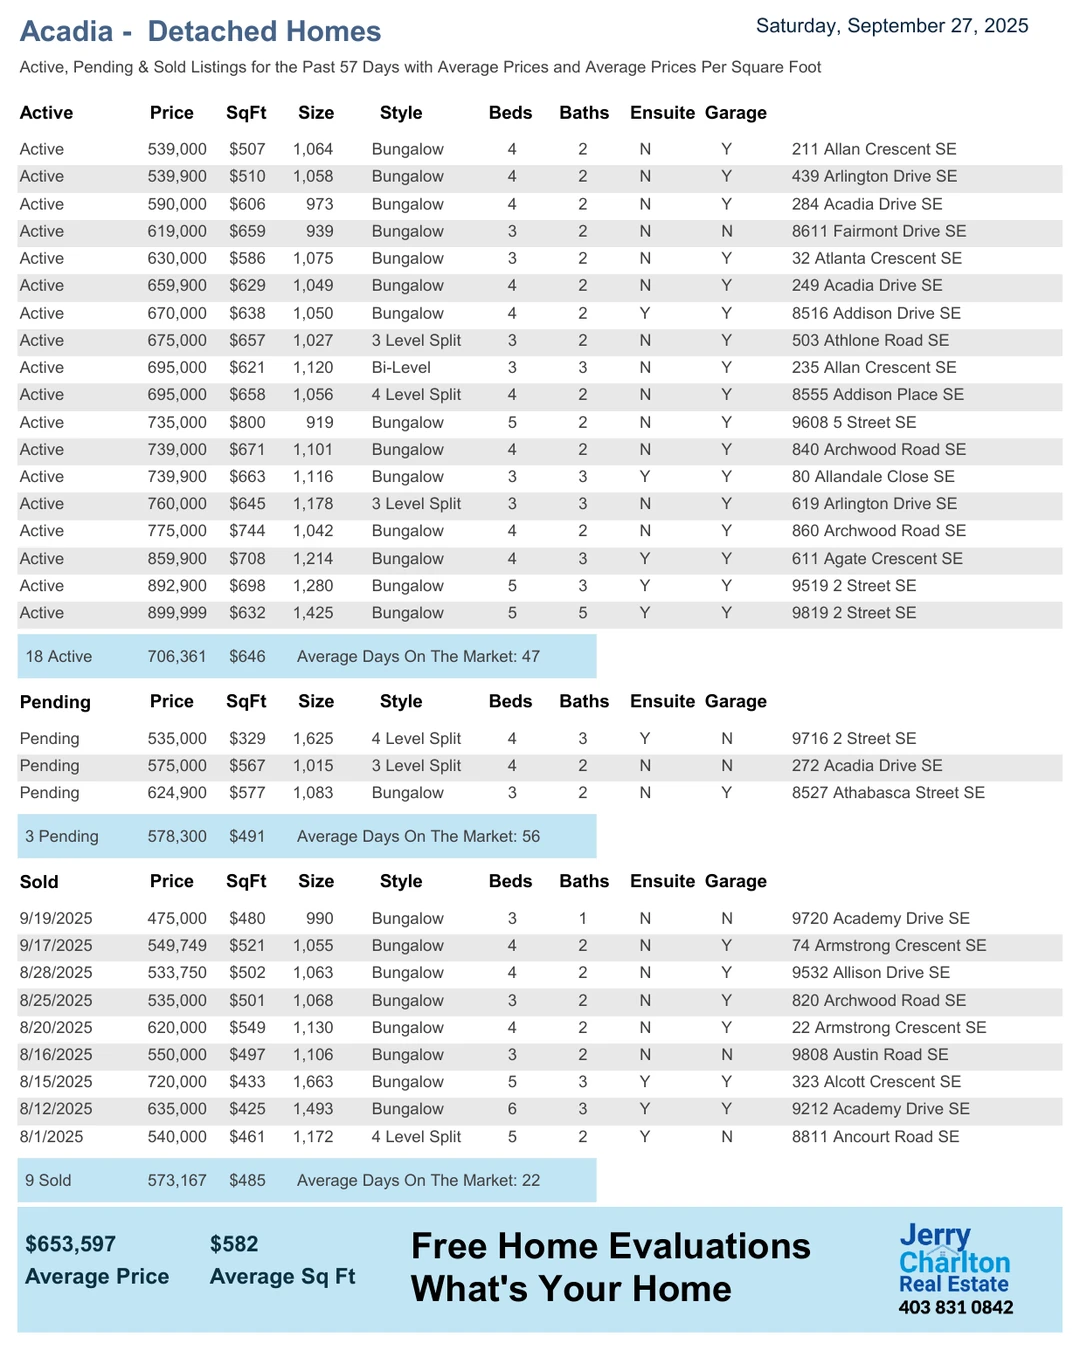 Acadia - Detached Homes
Saturday, September 27, 2025
Active, Pending & Sold Listings for the Past 57 Days with Average Prices and Average Prices Per Square Foot
Active Price SqFt Size Style Beds Baths Ensuite Garage
Active 539,000 $507 1,064 Bungalow 4 2 N Y 211 Allan Crescent SE
Active 539,900 $510 1,058 Bungalow 4 2 N Y 439 Arlington Drive SE
Active 590,000 $606 973 Bungalow 4 2 N Y 284 Acadia Drive SE
Active 619,000 $659 939 Bungalow 3 2 N N 8611 Fairmont Drive SE
Active 630,000 $586 1,075 Bungalow 3 2 N Y 32 Atlanta Crescent SE
Active 659,900 $629 1,049 Bungalow 4 2 N Y 249 Acadia Drive SE
Active 670,000 $638 1,050 Bungalow 4 2 Y Y 8516 Addison Drive SE
Active 675,000 $657 1,027 3 Level Split 3 2 N Y 503 Athlone Road SE
Active 695,000 $621 1,120 Bi-Level 3 3 N Y 235 Allan Crescent SE
Active 695,000 $658 1,056 4 Level Split 4 2 N Y 8555 Addison Place SE
Active 735,000 $800 919 Bungalow 5 2 N Y 9608 5 Street SE
Active 739,000 $671 1,101 Bungalow 4 2 N Y 840 Archwood Road SE
Active 739,900 $663 1,116 Bungalow 3 3 Y Y 80 Allandale Close SE
Active 760,000 $645 1,178 3 Level Split 3 3 N Y 619 Arlington Drive SE
Active 775,000 $744 1,042 Bungalow 4 2 N Y 860 Archwood Road SE
Active 859,900 $708 1,214 Bungalow 4 3 Y Y 611 Agate Crescent SE
Active 892,900 $698 1,280 Bungalow 5 3 Y Y 9519 2 Street SE
Active 899,999 $632 1,425 Bungalow 5 5 Y Y 9819 2 Street SE
18 Active 706,361 $646 Average Days On The Market: 47
Pending Price SqFt Size Style Beds Baths Ensuite Garage
Pending 535,000 $329 1,625 4 Level Split 4 3 Y N 9716 2 Street SE
Pending 575,000 $567 1,015 3 Level Split 4 2 N N 272 Acadia Drive SE
Pending 624,900 $577 1,083 Bungalow 3 2 N Y 8527 Athabasca Street SE
3 Pending 578,300 $491 Average Days On The Market: 56
Sold Price SqFt Size Style Beds Baths Ensuite Garage
9/19/2025 475,000 $480 990 Bungalow 3 1 N N 9720 Academy Drive SE
9/17/2025 549,749 $521 1,055 Bungalow 4 2 N Y 74 Armstrong Crescent SE
8/28/2025 533,750 $502 1,063 Bungalow 4 2 N Y 9532 Allison Drive SE
8/25/2025 535,000 $501 1,068 Bungalow 3 2 N Y 820 Archwood Road SE
8/20/2025 620,000 $549 1,130 Bungalow 4 2 N Y 22 Armstrong Crescent SE
8/16/2025 550,000 $497 1,106 Bungalow 3 2 N N 9808 Austin Road SE
8/15/2025 720,000 $433 1,663 Bungalow 5 3 Y Y 323 Alcott Crescent SE
8/12/2025 635,000 $425 1,493 Bungalow 6 3 Y Y 9212 Academy Drive SE
8/1/2025 540,000 $461 1,172 4 Level Split 5 2 Y N 8811 Ancourt Road SE
9 Sold 573,167 $485 Average Days On The Market: 22
$653,597 $582
Average Price Average Sq Ft
Free Home Evaluations
What's Your Home
Jerry
Charlton
Real Estate
403 831 0842